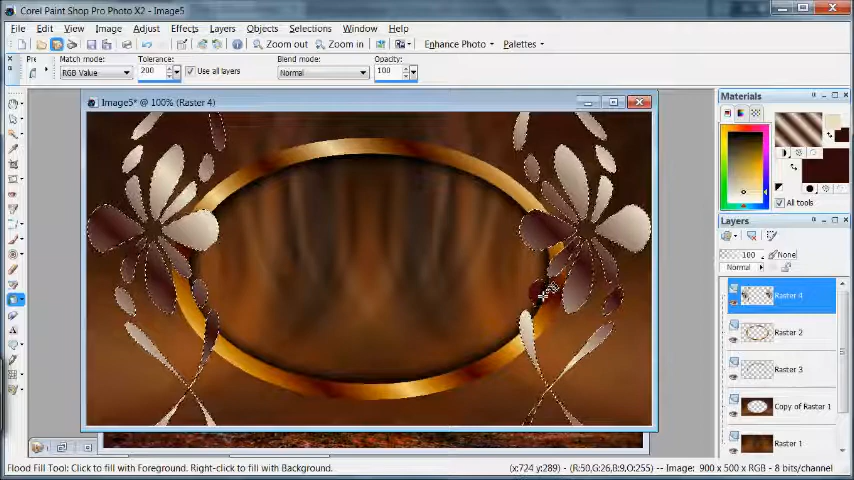 Corel Paint Shop Pro Photo X2 - Image5
File Edit View Image Adjust Effects Layers Objects Selections Window Help
Zoom out Zoom in Enhance Photo Palettes
Pre Match mode: Tolerance: Blend mode: Opacity:
RGB Value 200 Use all layers Normal 100
Image5* @ 100% (Raster 4)
Materials
All tools
Layers
100 None
Normal
Raster 4
Raster 2
Raster 3
Copy of Raster 1
Raster 1
Flood Fill Tool: Click to fill with Foreground. Right-click to fill with Background. (x:724 y:289) - (R:50,G:26,B:9,O:255) -- Image: 900 x 500 x RGB - 8 bits/channel